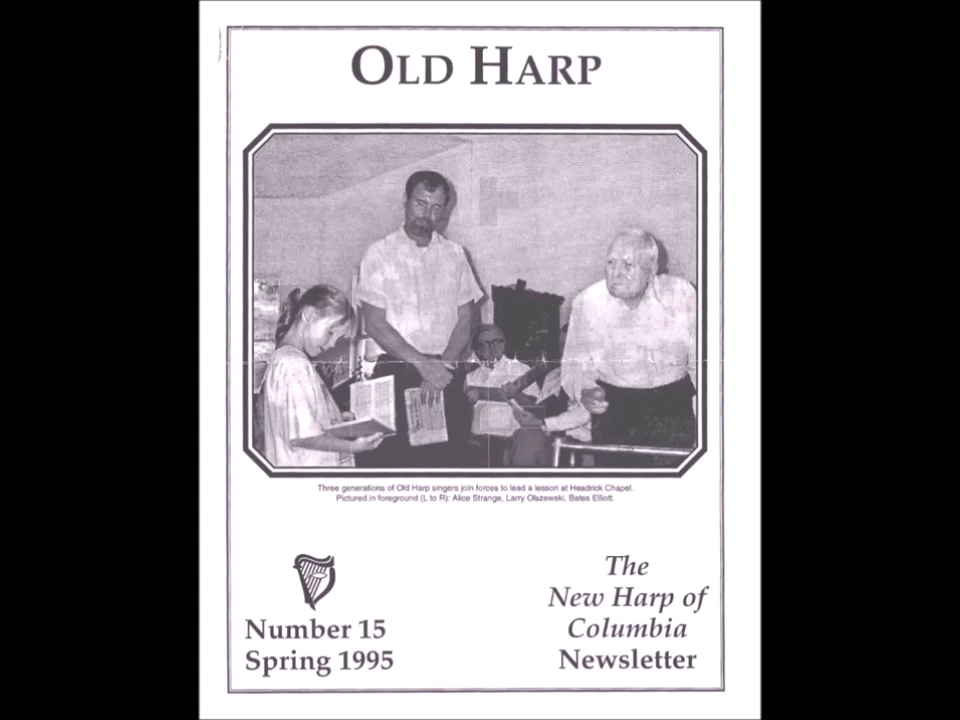 OLD HARP
Three generations of Old Harp singers join forces to lead a lesson at Headrick Chapel.
Pictured in foreground (L to R): Alice Strange, Larry Olszewski, Bates Elliott.
Number 15
Spring 1995
The
New Harp of
Columbia
Newsletter